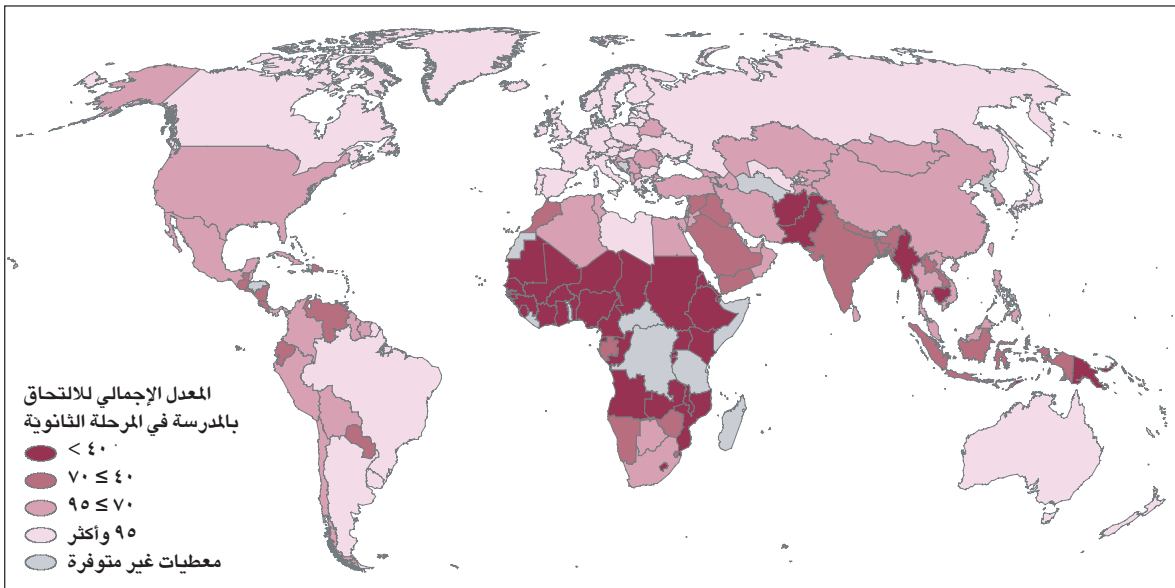 المعدل الإجمالي للالتحاق
بالمدرسة في المرحلة الثانوية
< ٤٠
٤٠ ≥ ٧٠
٧٠ ≥ ٩٥
٩٥ وأكثر
معطيات غير متوفرة